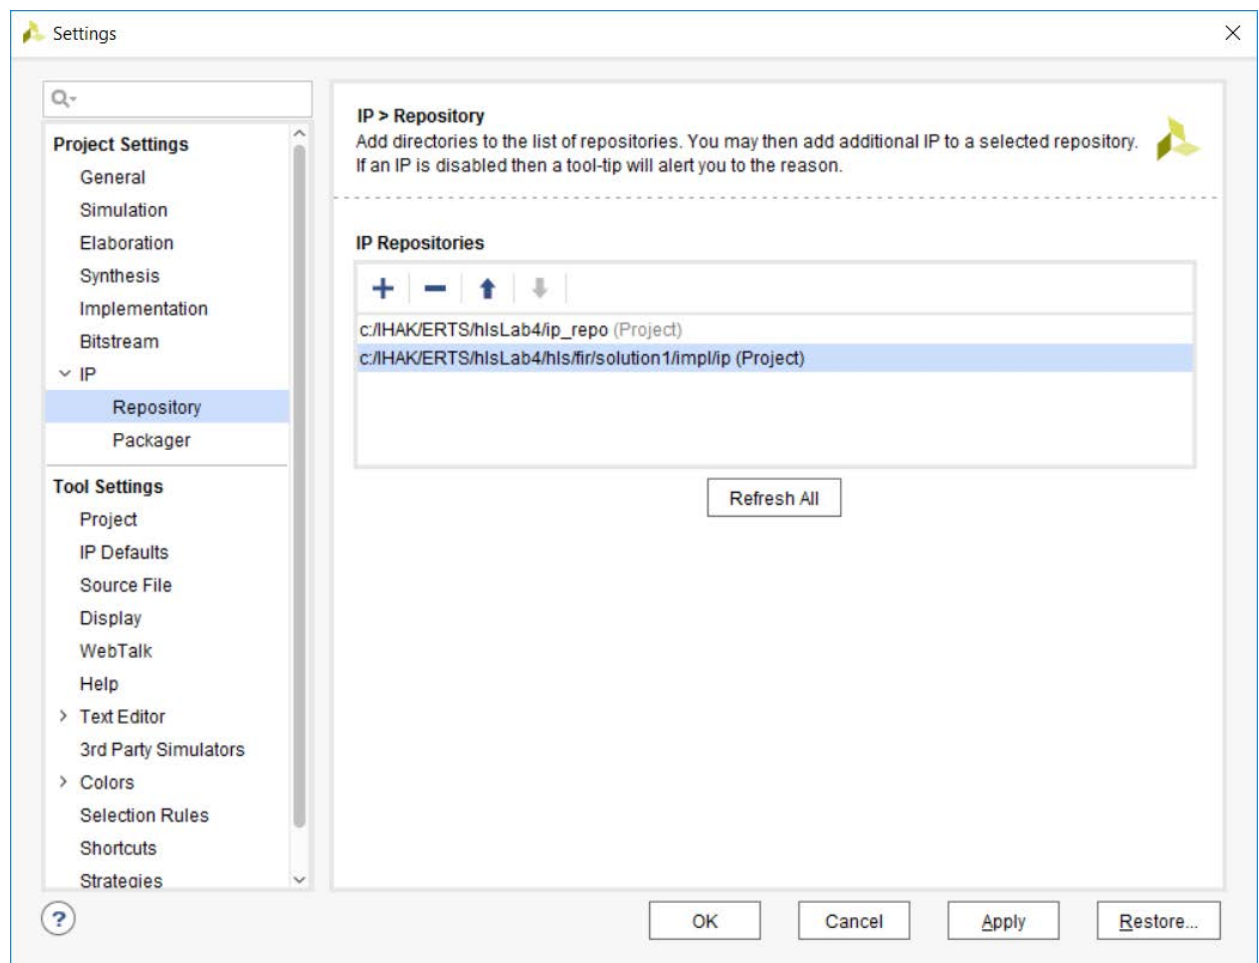 Settings
Project Settings
General
Simulation
Elaboration
Synthesis
Implementation
Bitstream
IP
Repository
Packager
Tool Settings
Project
IP Defaults
Source File
Display
WebTalk
Help
Text Editor
3rd Party Simulators
Colors
Selection Rules
Shortcuts
Strategies
IP > Repository
Add directories to the list of repositories. You may then add additional IP to a selected repository.
If an IP is disabled then a tool-tip will alert you to the reason.
IP Repositories
c:/IHAK/ERTS/hlsLab4/ip_repo (Project)
c:/IHAK/ERTS/hlsLab4/hls/fir/solution1/impl/ip (Project)
Refresh All
?
OK
Cancel
Apply
Restore...